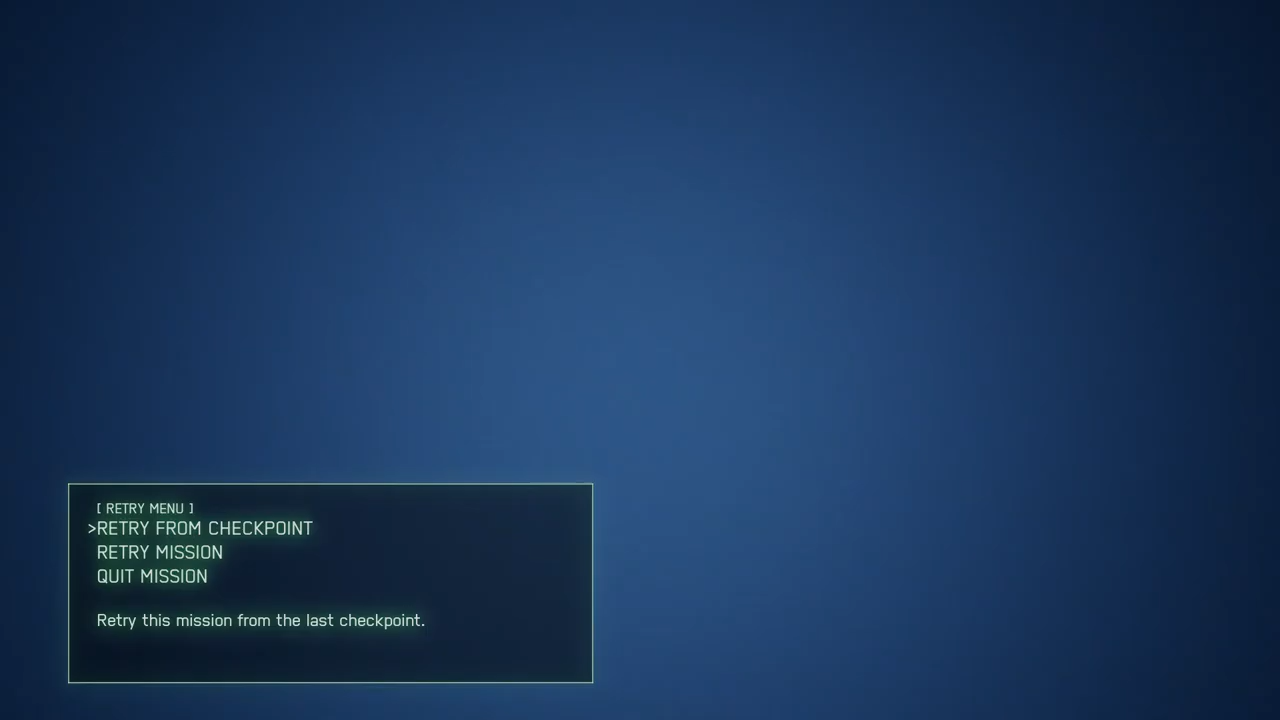 [ RETRY MENU ]
>RETRY FROM CHECKPOINT
RETRY MISSION
QUIT MISSION
Retry this mission from the last checkpoint.